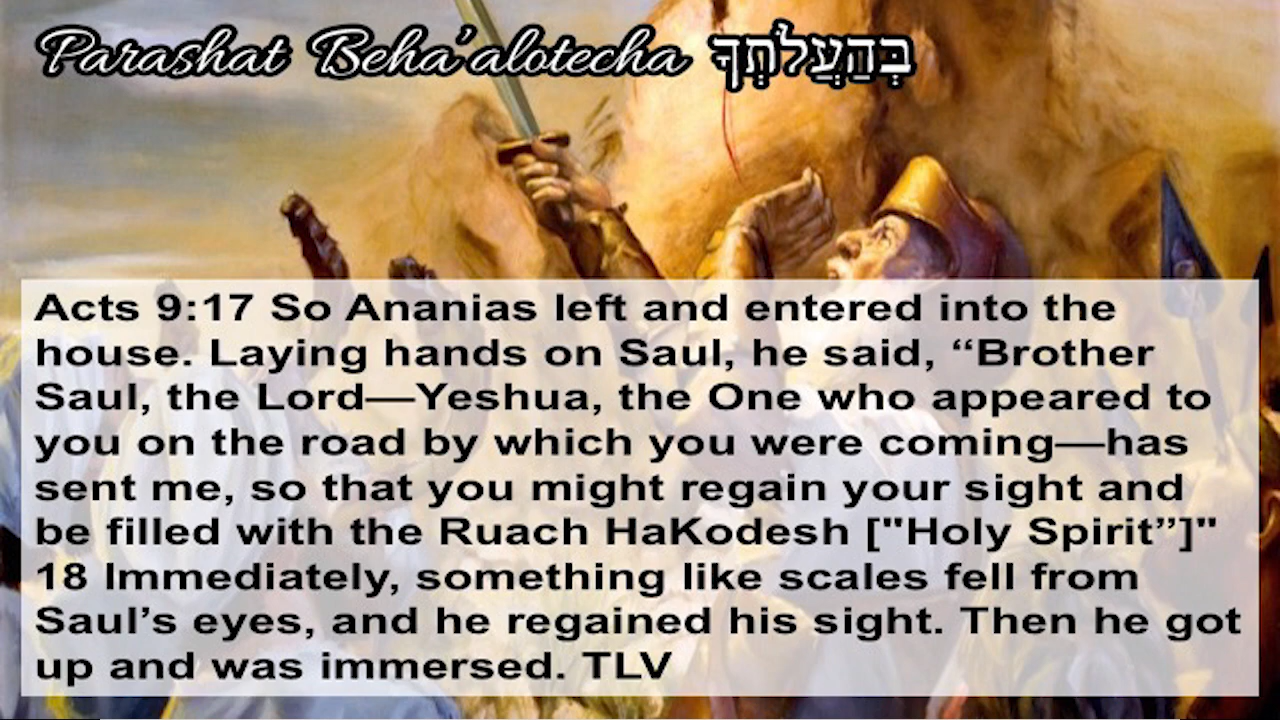 Parashat Beha'alotecha בְּהַעֲלֹתְךָ
Acts 9:17 So Ananias left and entered into the
house. Laying hands on Saul, he said, “Brother
Saul, the Lord—Yeshua, the One who appeared to
you on the road by which you were coming—has
sent me, so that you might regain your sight and
be filled with the Ruach HaKodesh ["Holy Spirit”]"
18 Immediately, something like scales fell from
Saul’s eyes, and he regained his sight. Then he got
up and was immersed. TLV